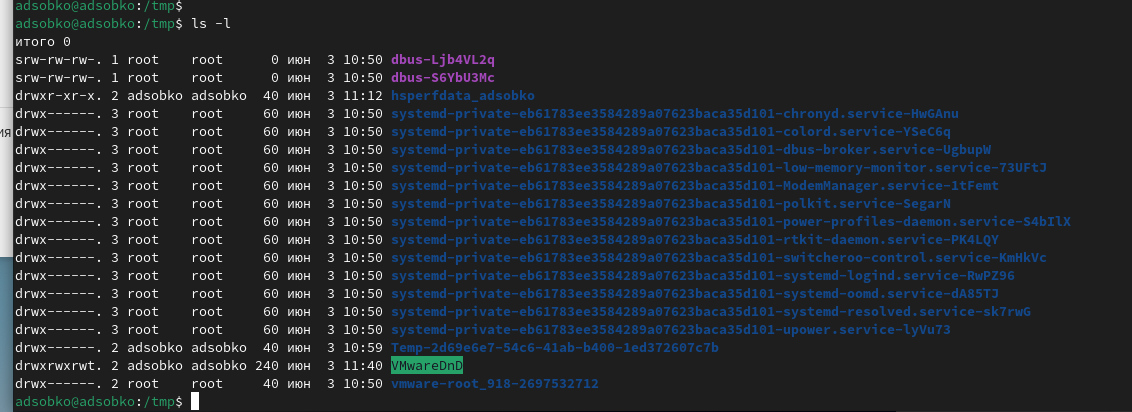 adsobko@adsobko:/tmp$
adsobko@adsobko:/tmp$ ls -l
итого 0
srw-rw-rw-. 1 root    root      0 июн  3 10:50 dbus-Ljb4VL2q
srw-rw-rw-. 1 root    root      0 июн  3 10:50 dbus-S6YbU3Mc
drwxr-xr-x. 2 adsobko adsobko  40 июн  3 11:12 hsperfdata_adsobko
drwx------. 3 root    root     60 июн  3 10:50 systemd-private-eb61783ee3584289a07623baca35d101-chronyd.service-HwGAnu
drwx------. 3 root    root     60 июн  3 10:50 systemd-private-eb61783ee3584289a07623baca35d101-colord.service-YSeC6q
drwx------. 3 root    root     60 июн  3 10:50 systemd-private-eb61783ee3584289a07623baca35d101-dbus-broker.service-UgbupW
drwx------. 3 root    root     60 июн  3 10:50 systemd-private-eb61783ee3584289a07623baca35d101-low-memory-monitor.service-73UFtJ
drwx------. 3 root    root     60 июн  3 10:50 systemd-private-eb61783ee3584289a07623baca35d101-ModemManager.service-1tFemt
drwx------. 3 root    root     60 июн  3 10:50 systemd-private-eb61783ee3584289a07623baca35d101-polkit.service-SegarN
drwx------. 3 root    root     60 июн  3 10:50 systemd-private-eb61783ee3584289a07623baca35d101-power-profiles-daemon.service-S4bIlX
drwx------. 3 root    root     60 июн  3 10:50 systemd-private-eb61783ee3584289a07623baca35d101-rtkit-daemon.service-PK4LQY
drwx------. 3 root    root     60 июн  3 10:50 systemd-private-eb61783ee3584289a07623baca35d101-switcheroo-control.service-KmHkVc
drwx------. 3 root    root     60 июн  3 10:50 systemd-private-eb61783ee3584289a07623baca35d101-systemd-logind.service-RwPZ96
drwx------. 3 root    root     60 июн  3 10:50 systemd-private-eb61783ee3584289a07623baca35d101-systemd-oomd.service-dA85TJ
drwx------. 3 root    root     60 июн  3 10:50 systemd-private-eb61783ee3584289a07623baca35d101-systemd-resolved.service-sk7rwG
drwx------. 3 root    root     60 июн  3 10:50 systemd-private-eb61783ee3584289a07623baca35d101-upower.service-lyVu73
drwx------. 2 adsobko adsobko  40 июн  3 10:59 Temp-2d69e6e7-54c6-41ab-b400-1ed372607c7b
drwxrwxrwt. 2 adsobko adsobko 240 июн  3 11:40 VMwareDnD
drwx------. 2 root    root     40 июн  3 10:50 vmware-root_918-2697532712
adsobko@adsobko:/tmp$